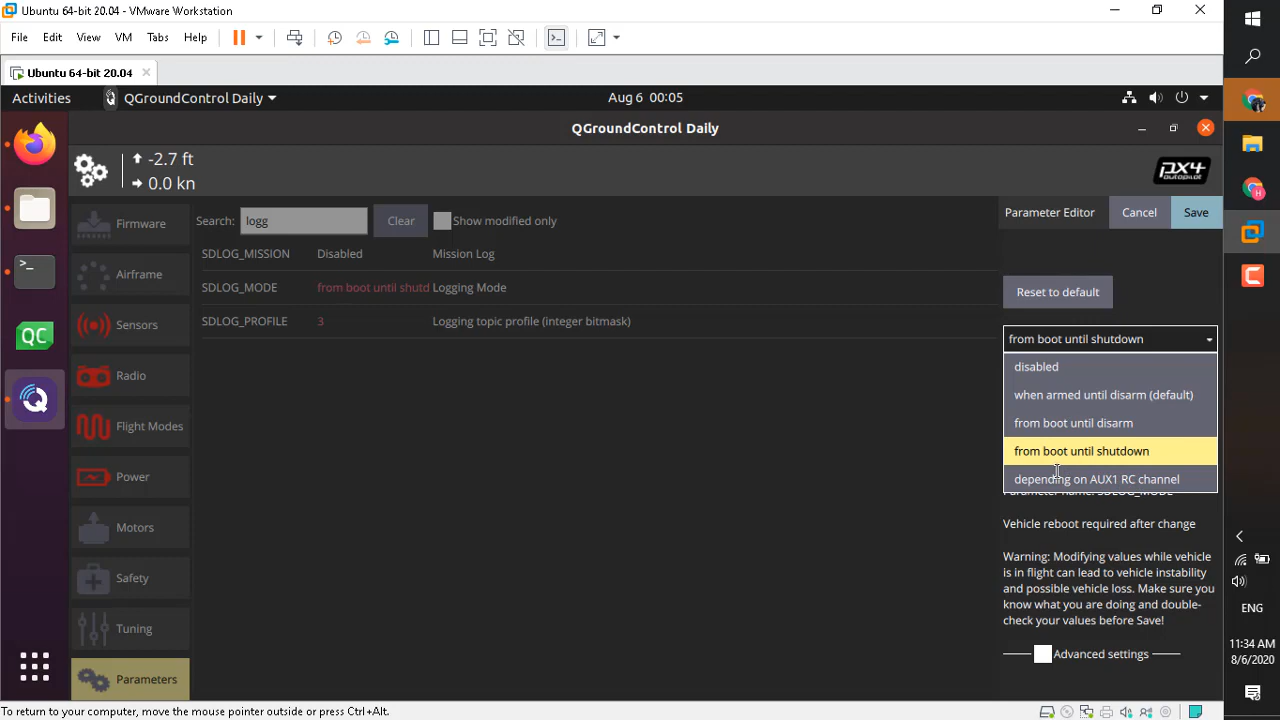 Ubuntu 64-bit 20.04 - VMware Workstation
File Edit View VM Tabs Help
Ubuntu 64-bit 20.04
Activities QGroundControl Daily Aug 6 00:05
QGroundControl Daily
-2.7 ft
0.0 kn
px4
autopilot
Firmware
Airframe
Sensors
Radio
Flight Modes
Power
Motors
Safety
Tuning
Parameters
QC
Search: logg Clear Show modified only
SDLOG_MISSION Disabled Mission Log
SDLOG_MODE from boot until shutd Logging Mode
SDLOG_PROFILE 3 Logging topic profile (integer bitmask)
Parameter Editor Cancel Save
Reset to default
from boot until shutdown
disabled
when armed until disarm (default)
from boot until disarm
from boot until shutdown
depending on AUX1 RC channel
Parameter name: SDLOG_MODE
Vehicle reboot required after change
Warning: Modifying values while vehicle
is in flight can lead to vehicle instability
and possible vehicle loss. Make sure you
know what you are doing and double-
check your values before Save!
Advanced settings
ENG
11:34 AM
8/6/2020
To return to your computer, move the mouse pointer outside or press Ctrl+Alt.